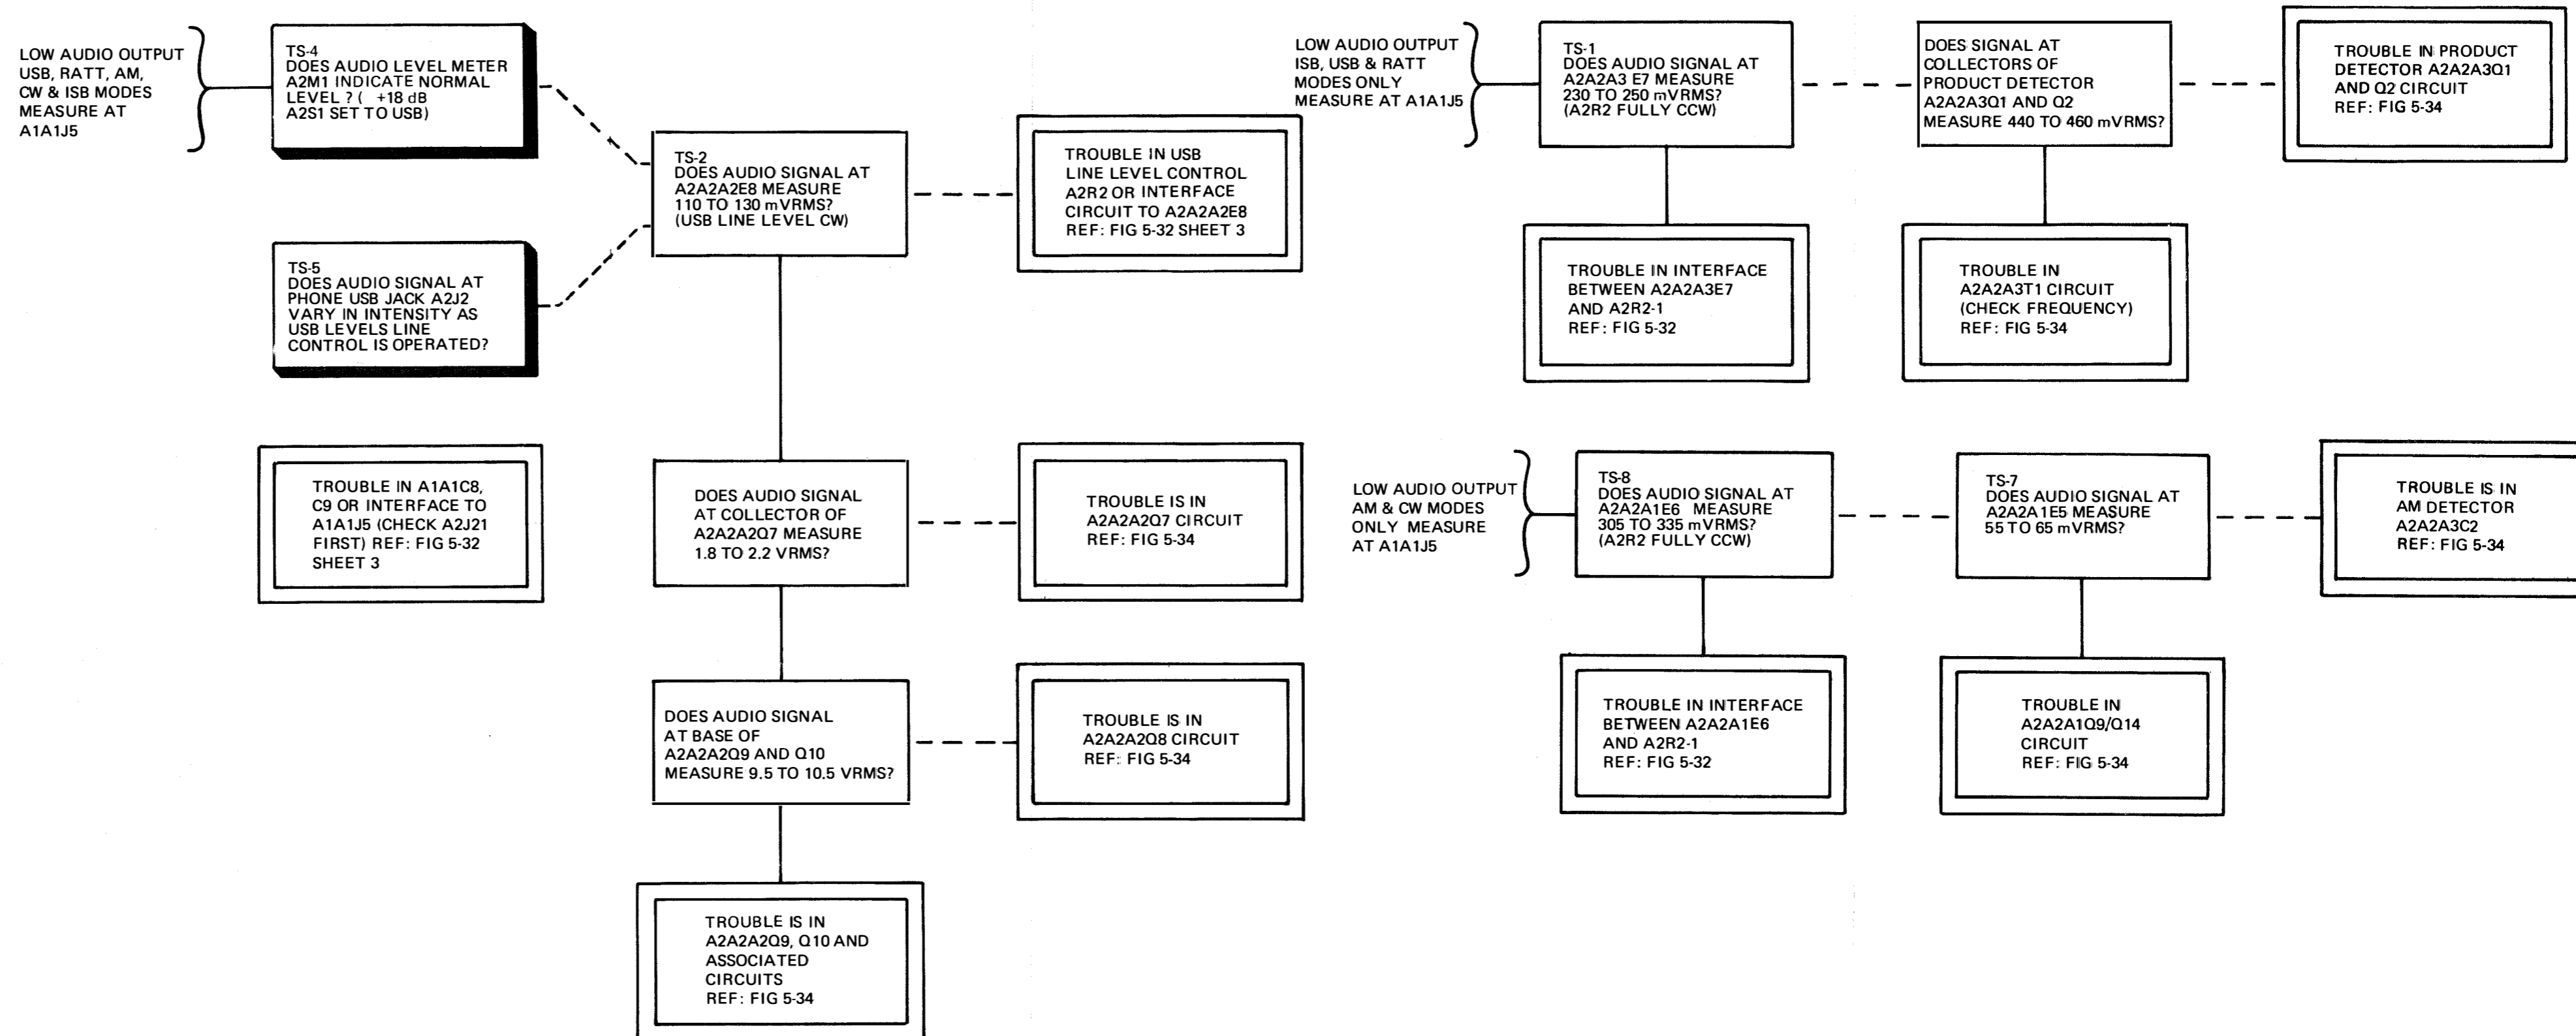 LOW AUDIO OUTPUT
USB, RATT, AM,
CW & ISB MODES
MEASURE AT
A1A1J5
TS-4
DOES AUDIO LEVEL METER
A2M1 INDICATE NORMAL
LEVEL ? ( +18 dB
A2S1 SET TO USB)
TS-5
DOES AUDIO SIGNAL AT
PHONE USB JACK A2J2
VARY IN INTENSITY AS
USB LEVELS LINE
CONTROL IS OPERATED?
TROUBLE IN A1A1C8,
C9 OR INTERFACE TO
A1A1J5 (CHECK A2J21
FIRST) REF: FIG 5-32
SHEET 3
TS-2
DOES AUDIO SIGNAL AT
A2A2A2E8 MEASURE
110 TO 130 mVRMS?
(USB LINE LEVEL CW)
TROUBLE IN USB
LINE LEVEL CONTROL
A2R2 OR INTERFACE
CIRCUIT TO A2A2A2E8
REF: FIG 5-32 SHEET 3
DOES AUDIO SIGNAL
AT COLLECTOR OF
A2A2A2Q7 MEASURE
1.8 TO 2.2 VRMS?
TROUBLE IS IN
A2A2A2Q7 CIRCUIT
REF: FIG 5-34
DOES AUDIO SIGNAL
AT BASE OF
A2A2A2Q9 AND Q10
MEASURE 9.5 TO 10.5 VRMS?
TROUBLE IS IN
A2A2A2Q8 CIRCUIT
REF: FIG 5-34
TROUBLE IS IN
A2A2A2Q9, Q10 AND
ASSOCIATED
CIRCUITS
REF: FIG 5-34
LOW AUDIO OUTPUT
ISB, USB & RATT
MODES ONLY
MEASURE AT A1A1J5
TS-1
DOES AUDIO SIGNAL AT
A2A2A3 E7 MEASURE
230 TO 250 mVRMS?
(A2R2 FULLY CCW)
DOES SIGNAL AT
COLLECTORS OF
PRODUCT DETECTOR
A2A2A3Q1 AND Q2
MEASURE 440 TO 460 mVRMS?
TROUBLE IN PRODUCT
DETECTOR A2A2A3Q1
AND Q2 CIRCUIT
REF: FIG 5-34
TROUBLE IN INTERFACE
BETWEEN A2A2A3E7
AND A2R2-1
REF: FIG 5-32
TROUBLE IN
A2A2A3T1 CIRCUIT
(CHECK FREQUENCY)
REF: FIG 5-34
LOW AUDIO OUTPUT
AM & CW MODES
ONLY MEASURE
AT A1A1J5
TS-8
DOES AUDIO SIGNAL AT
A2A2A1E6 MEASURE
305 TO 335 mVRMS?
(A2R2 FULLY CCW)
TS-7
DOES AUDIO SIGNAL AT
A2A2A1E5 MEASURE
55 TO 65 mVRMS?
TROUBLE IS IN
AM DETECTOR
A2A2A3C2
REF: FIG 5-34
TROUBLE IN INTERFACE
BETWEEN A2A2A1E6
AND A2R2-1
REF: FIG 5-32
TROUBLE IN
A2A2A1Q9/Q14
CIRCUIT
REF: FIG 5-34